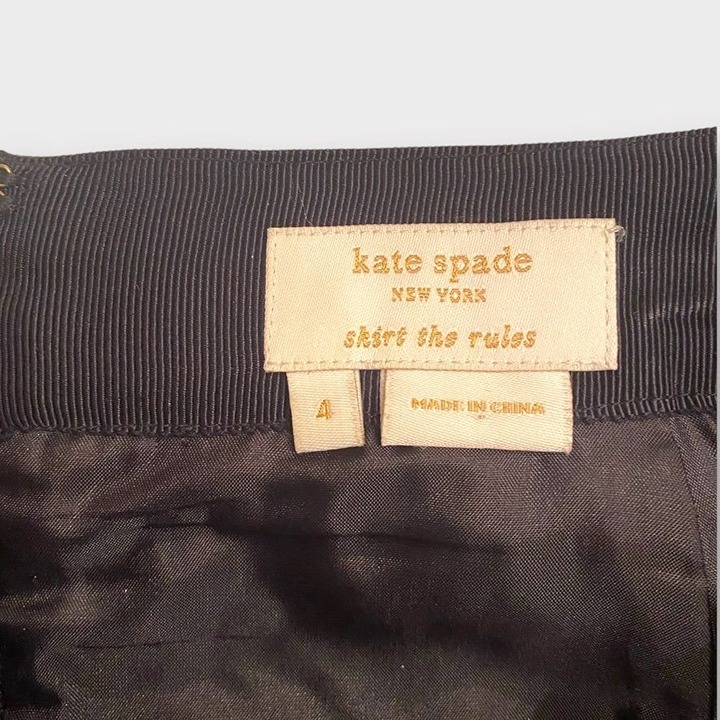 kate spade
NEW YORK
skirt the rules
4
MADE IN CHINA